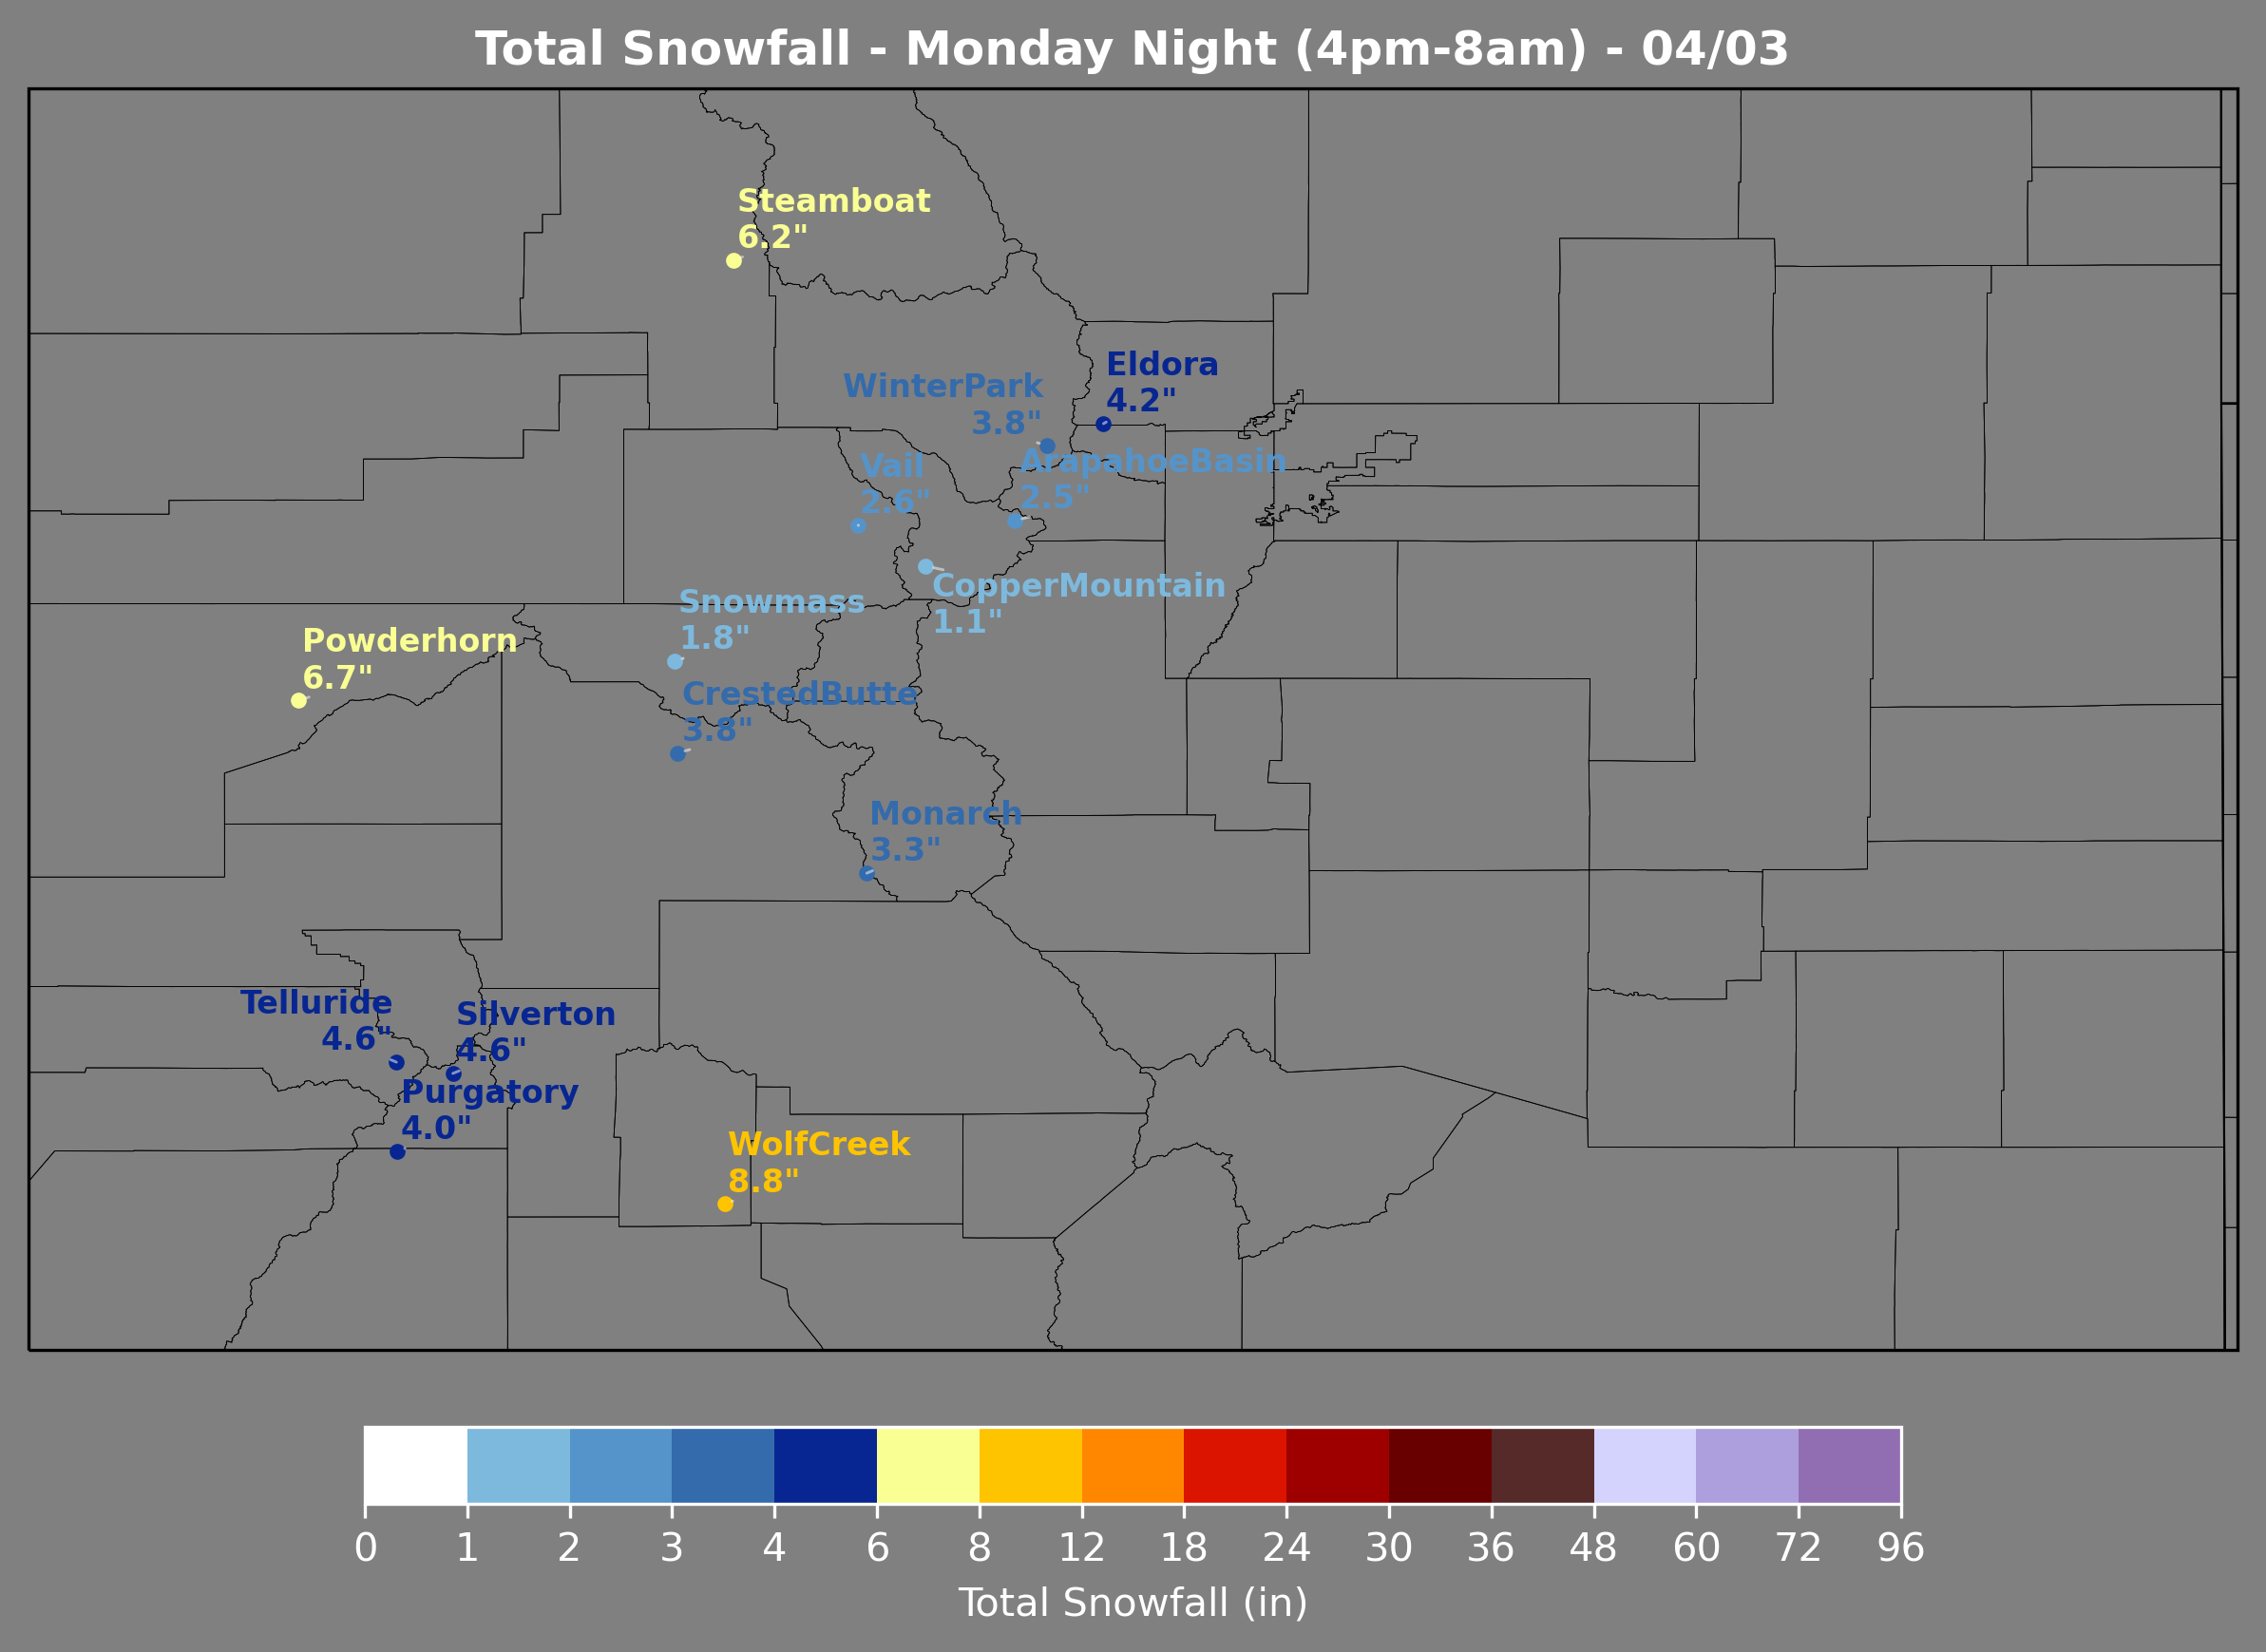 Total Snowfall - Monday Night (4pm-8am) - 04/03
Steamboat
6.2"
Eldora
4.2"
WinterPark
3.8"
Vail
2.6"
ArapahoeBasin
2.5"
CopperMountain
1.1"
Snowmass
1.8"
Powderhorn
6.7"
CrestedButte
3.8"
Monarch
3.3"
Telluride
4.6"
Silverton
4.6"
Purgatory
4.0"
WolfCreek
8.8"
0 1 2 3 4 6 8 12 18 24 30 36 48 60 72 96
Total Snowfall (in)